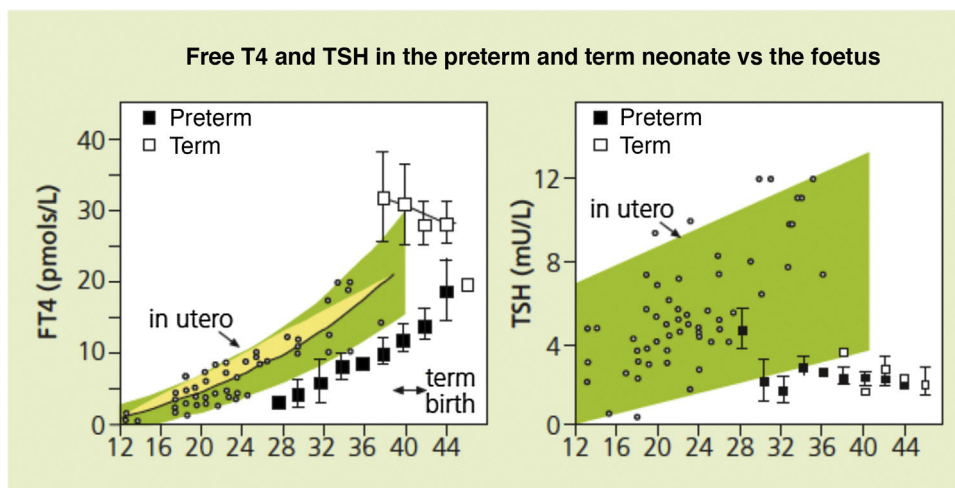 Free T4 and TSH in the preterm and term neonate vs the foetus
Preterm
Term
40
30
20
10
0
FT4 (pmols/L)
in utero
term
birth
12 16 20 24 28 32 36 40 44
Preterm
Term
12
8
4
0
TSH (mU/L)
in utero
12 16 20 24 28 32 36 40 44